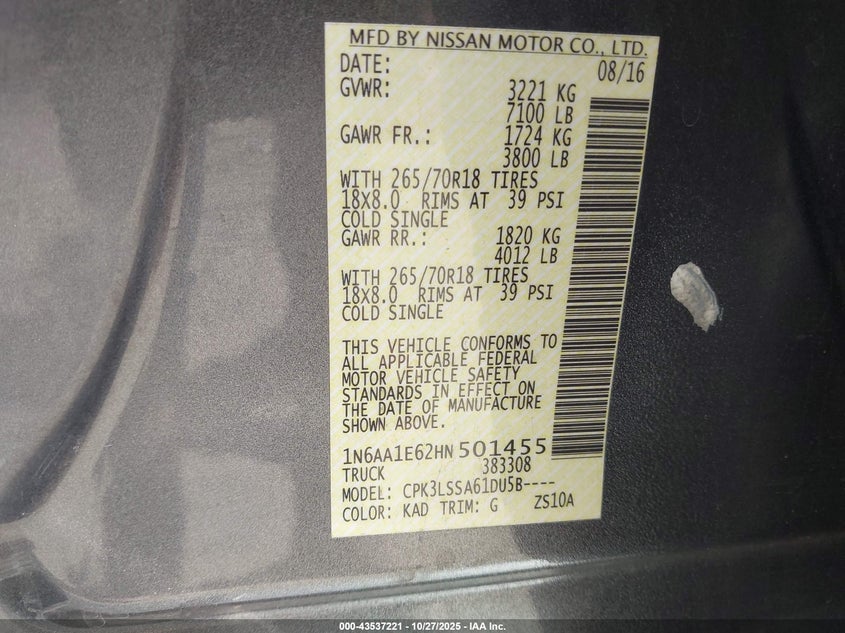 MFD BY NISSAN MOTOR CO., LTD.
DATE: 08/16
GVWR: 3221 KG
7100 LB
GAWR FR.: 1724 KG
3800 LB
WITH 265/70R18 TIRES
18X8.0 RIMS AT 39 PSI
COLD SINGLE
GAWR RR.: 1820 KG
4012 LB
WITH 265/70R18 TIRES
18X8.0 RIMS AT 39 PSI
COLD SINGLE
THIS VEHICLE CONFORMS TO
ALL APPLICABLE FEDERAL
MOTOR VEHICLE SAFETY
STANDARDS IN EFFECT ON
THE DATE OF MANUFACTURE
SHOWN ABOVE.
1N6AA1E62HN501455
TRUCK 383308
MODEL: CPK3LSSA61DU5B----
COLOR: KAD TRIM: G ZS10A
000-43537221 - 10/27/2025 - IAA Inc.